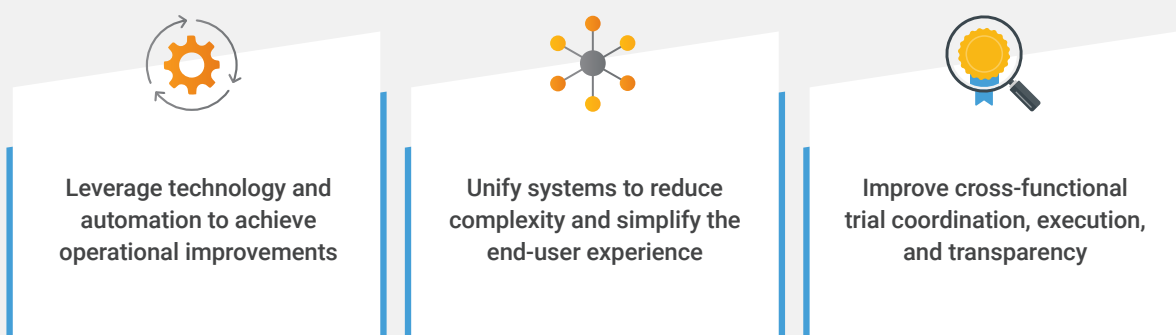 Leverage technology and
automation to achieve
operational improvements
Unify systems to reduce
complexity and simplify the
end-user experience
Improve cross-functional
trial coordination, execution,
and transparency